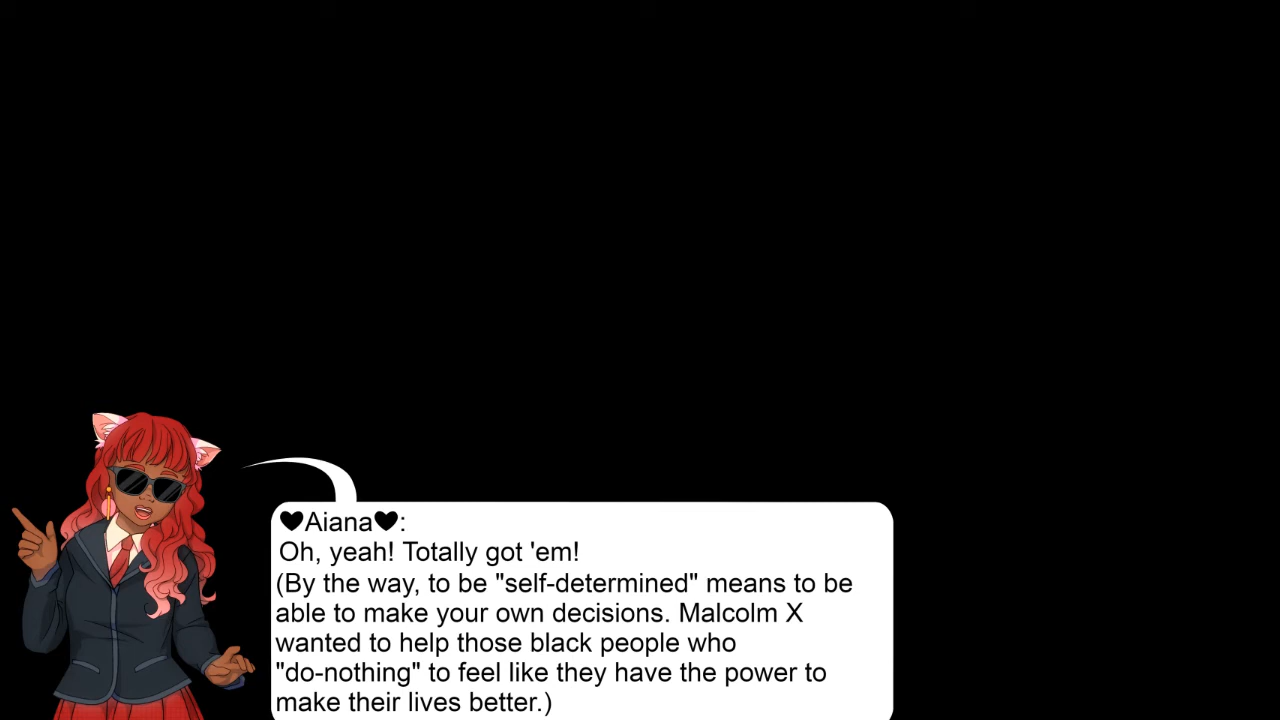 ♥Aiana♥:
Oh, yeah! Totally got 'em!
(By the way, to be "self-determined" means to be
able to make your own decisions. Malcolm X
wanted to help those black people who
"do-nothing" to feel like they have the power to
make their lives better.)